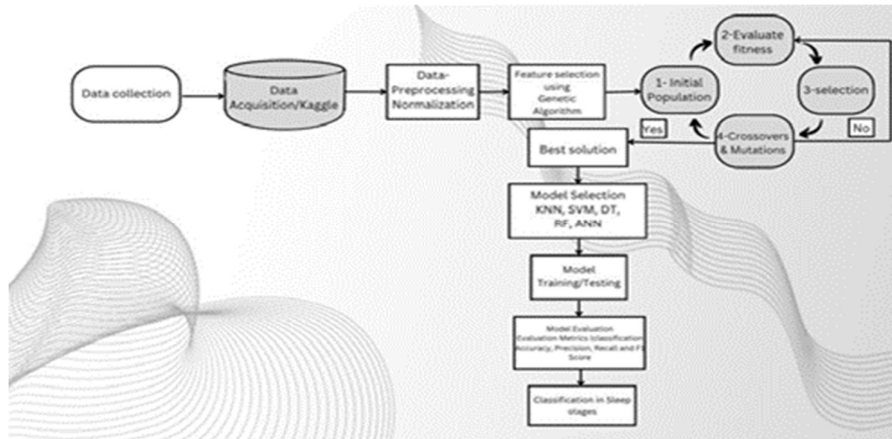 Data collection
Data
Acquisition/Kaggle
Data-
Preprocessing
Normalization
Feature selection
using
Genetic
Algorithm
1- Initial
Population
2-Evaluate
fitness
3-selection
4-Crossovers
& Mutations
Yes
No
Best solution
Model Selection
KNN, SVM, DT,
RF, ANN
Model
Training/Testing
Model Evaluation
Evaluation Metrics (classification
Accuracy, Precision, Recall and F1
Score
Classification in Sleep
stages